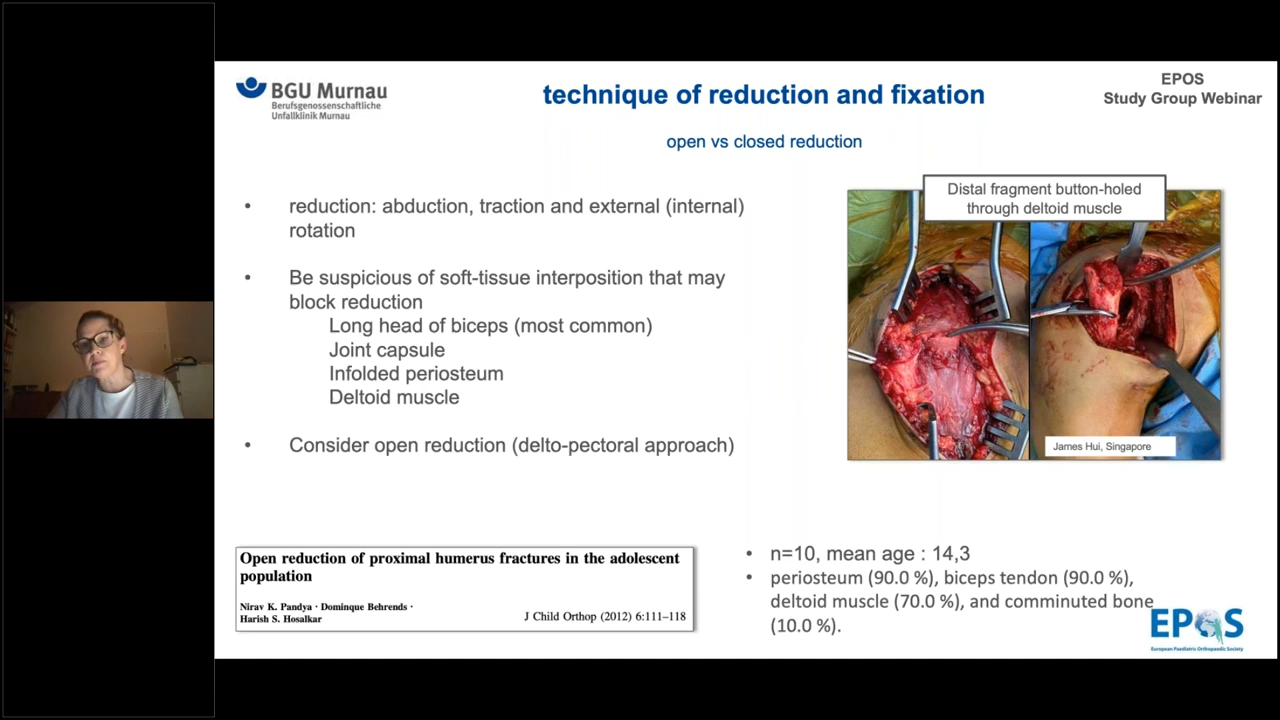 BGU Murnau
Berufsgenossenschaftliche
Unfallklinik Murnau
technique of reduction and fixation
EPOS
Study Group Webinar
open vs closed reduction
• reduction: abduction, traction and external (internal)
rotation
• Be suspicious of soft-tissue interposition that may
block reduction
Long head of biceps (most common)
Joint capsule
Infolded periosteum
Deltoid muscle
• Consider open reduction (delto-pectoral approach)
Distal fragment button-holed
through deltoid muscle
James Hui, Singapore
Open reduction of proximal humerus fractures in the adolescent
population
Nirav K. Pandya · Dominque Behrends ·
Harish S. Hosalkar
J Child Orthop (2012) 6:111–118
• n=10, mean age : 14,3
• periosteum (90.0 %), biceps tendon (90.0 %),
deltoid muscle (70.0 %), and comminuted bone
(10.0 %).
EPOS
European Paediatric Orthopaedic Society